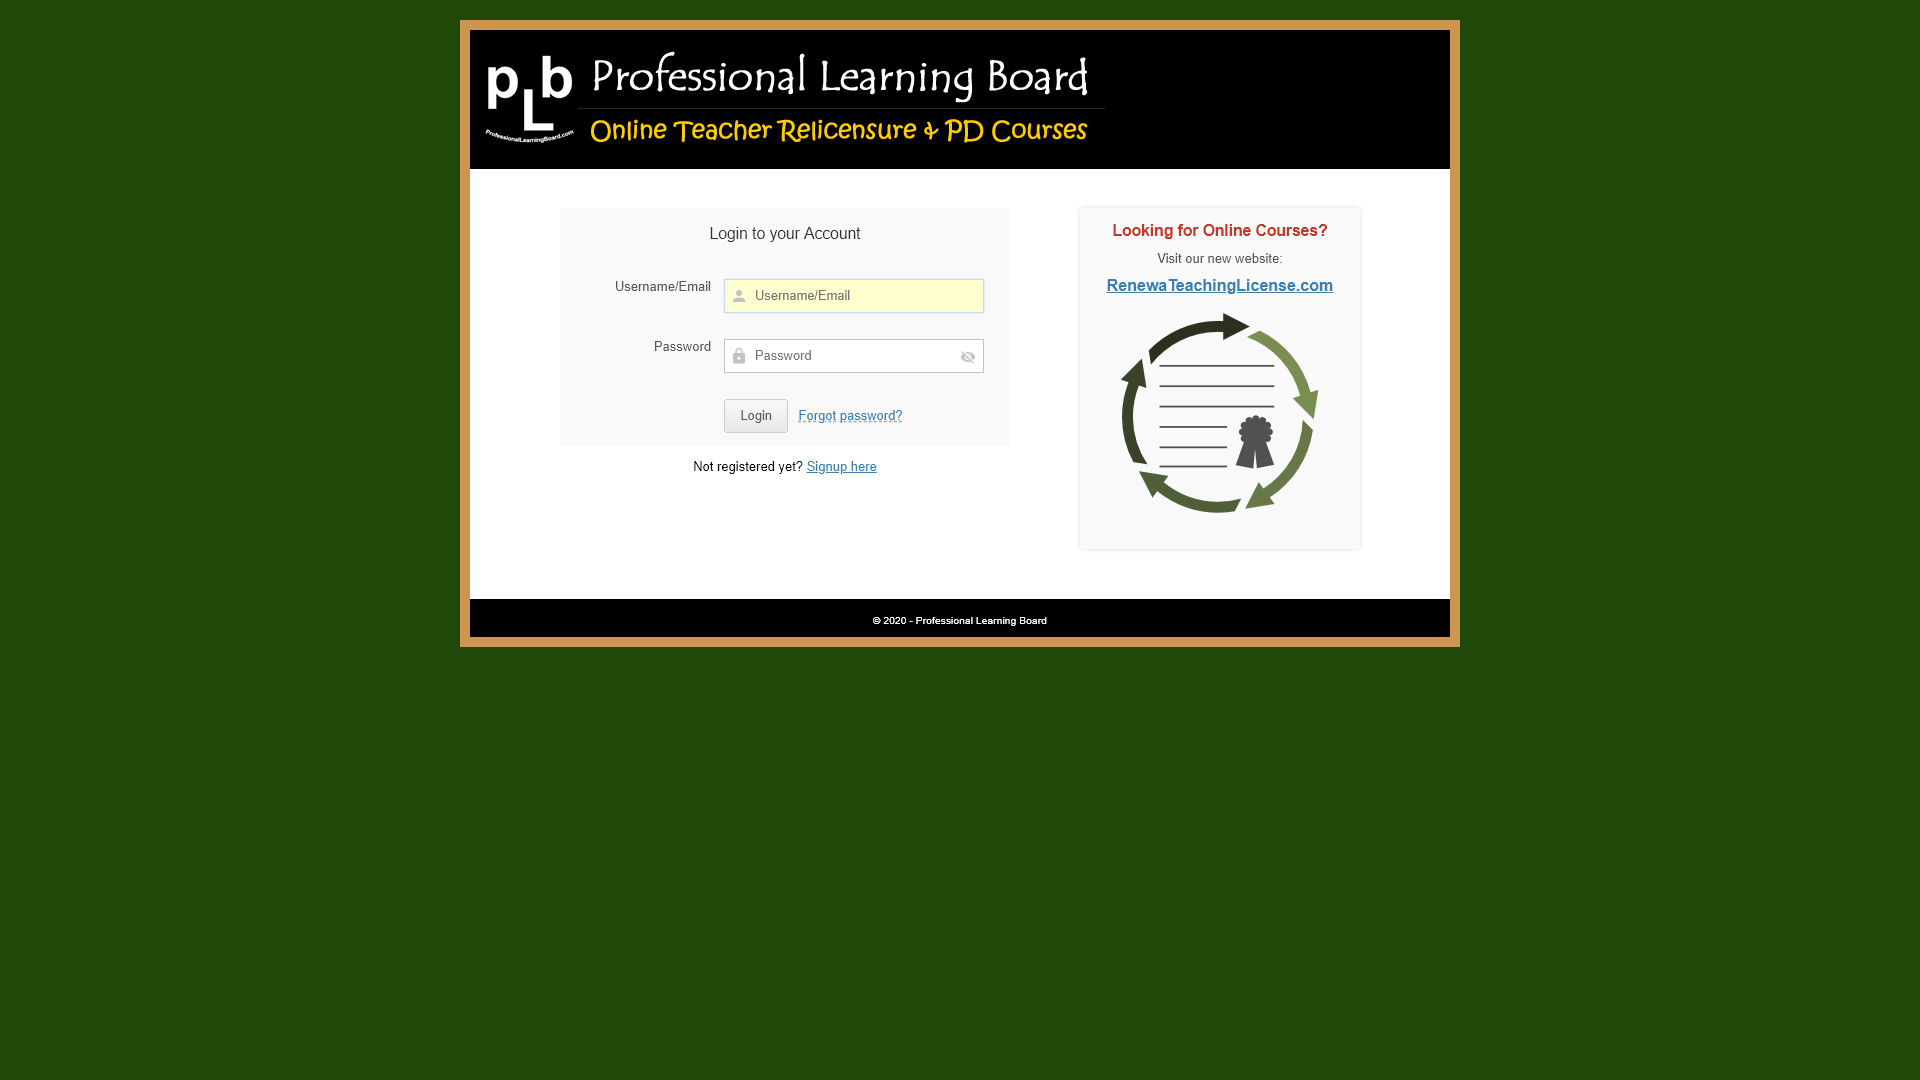 pLb
ProfessionalLearningBoard.com
Professional Learning Board
Online Teacher Relicensure & PD Courses
Login to your Account
Username/Email
Username/Email
Password
Password
Login
Forgot password?
Not registered yet? Signup here
Looking for Online Courses?
Visit our new website:
RenewaTeachingLicense.com
© 2020 - Professional Learning Board